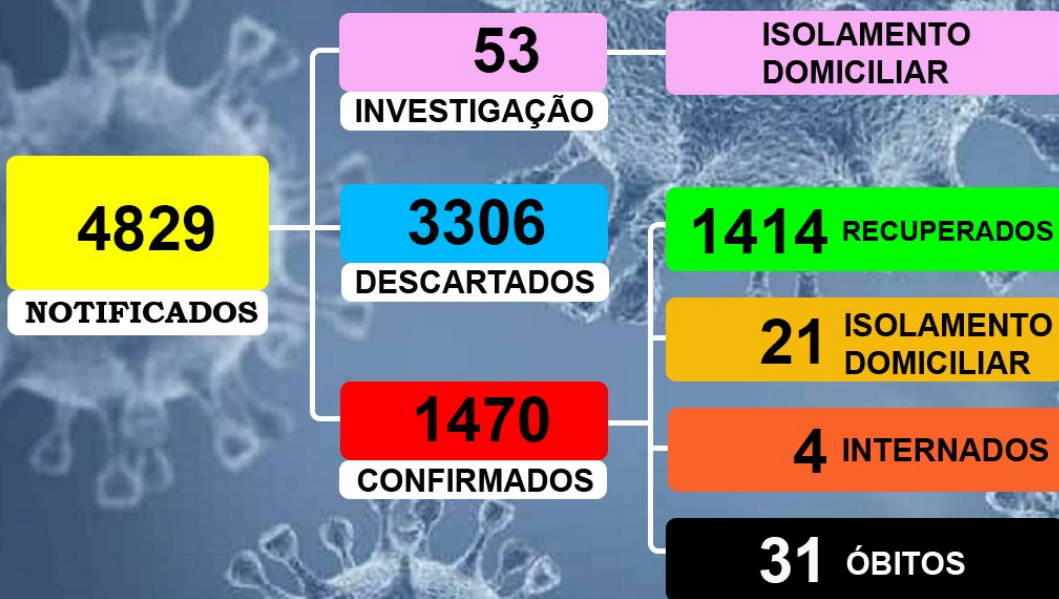 4829
NOTIFICADOS
53
INVESTIGAÇÃO
ISOLAMENTO
DOMICILIAR
3306
DESCARTADOS
1470
CONFIRMADOS
1414 RECUPERADOS
21 ISOLAMENTO
DOMICILIAR
4 INTERNADOS
31 ÓBITOS